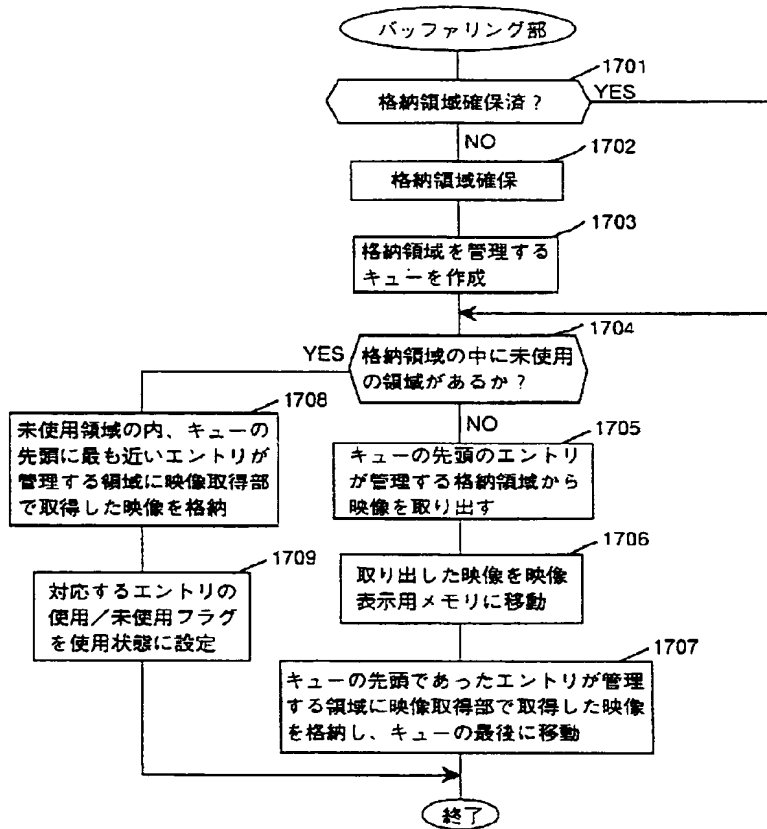 バッファリング部
1701
格納領域確保済?
YES
NO
1702
格納領域確保
1703
格納領域を管理する
キューを作成
1704
YES
格納領域の中に未使用
の領域があるか?
1708
未使用領域の内、キューの
先頭に最も近いエントリが
管理する領域に映像取得部
で取得した映像を格納
NO
1705
キューの先頭のエントリ
が管理する格納領域から
映像を取り出す
1709
対応するエントリの
使用/未使用フラグ
を使用状態に設定
1706
取り出した映像を映像
表示用メモリに移動
1707
キューの先頭であったエントリが管理
する領域に映像取得部で取得した映像
を格納し、キューの最後に移動
終了